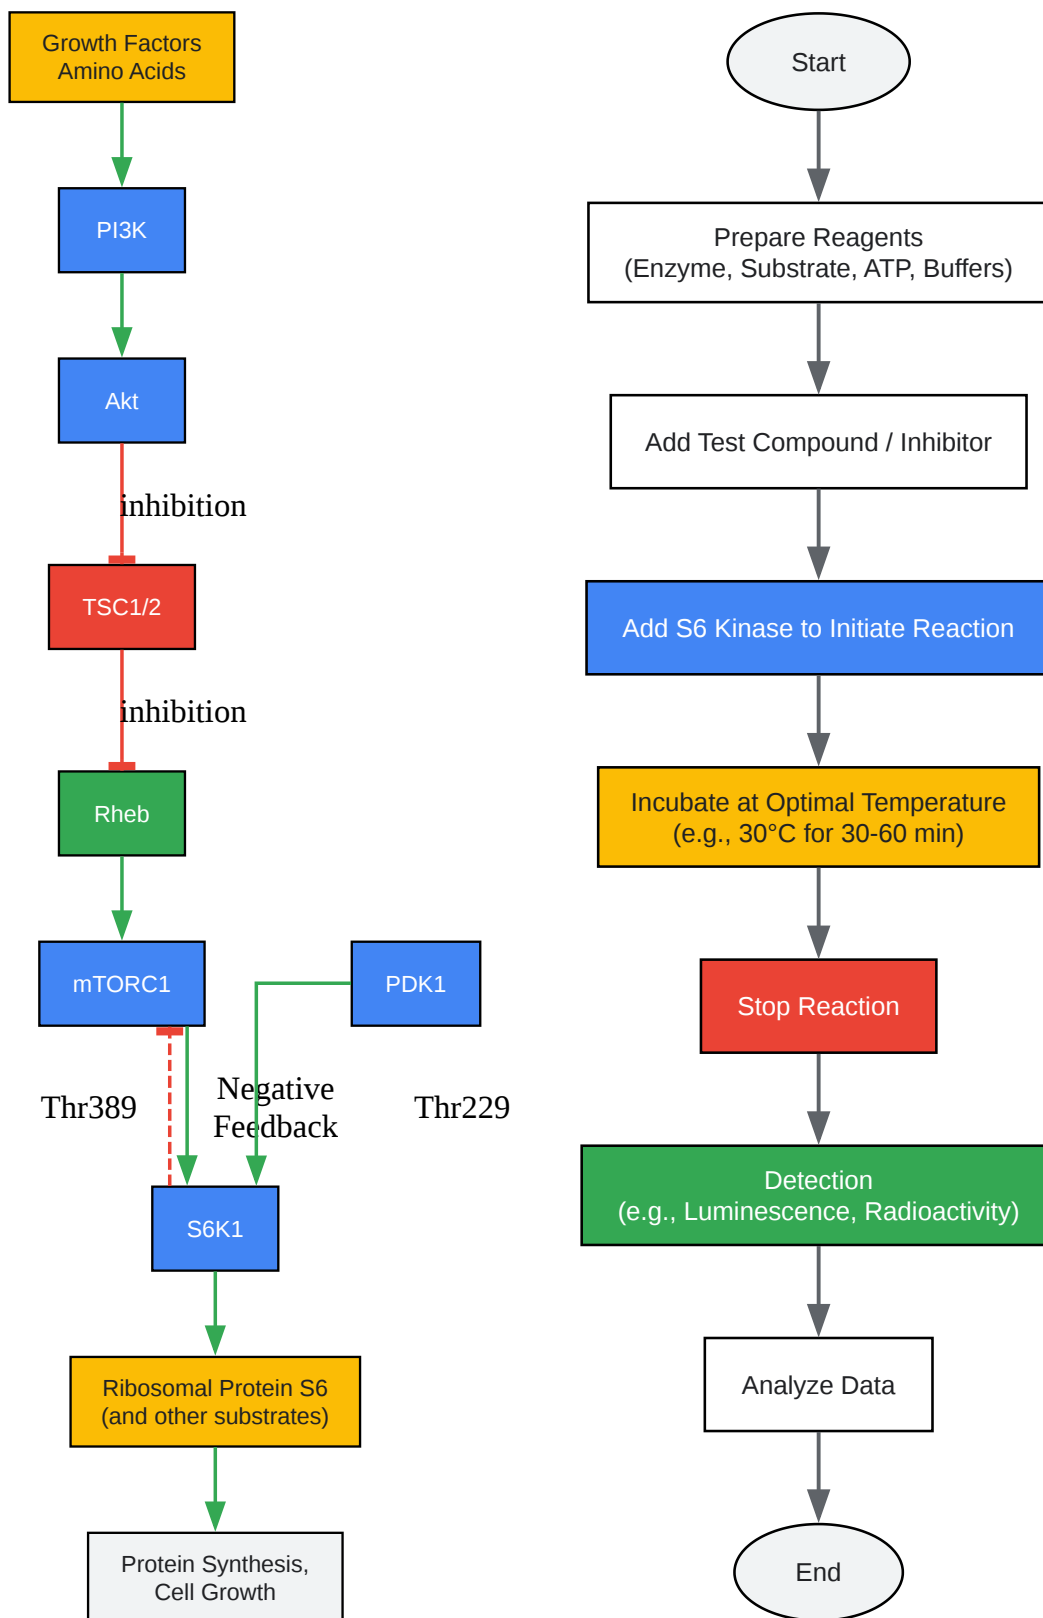 Growth Factors
Amino Acids
PI3K
Akt
inhibition
TSC1/2
inhibition
Rheb
mTORC1
PDK1
Thr389
Negative
Feedback
Thr229
S6K1
Ribosomal Protein S6
(and other substrates)
Protein Synthesis,
Cell Growth
Start
Prepare Reagents
(Enzyme, Substrate, ATP, Buffers)
Add Test Compound / Inhibitor
Add S6 Kinase to Initiate Reaction
Incubate at Optimal Temperature
(e.g., 30°C for 30-60 min)
Stop Reaction
Detection
(e.g., Luminescence, Radioactivity)
Analyze Data
End